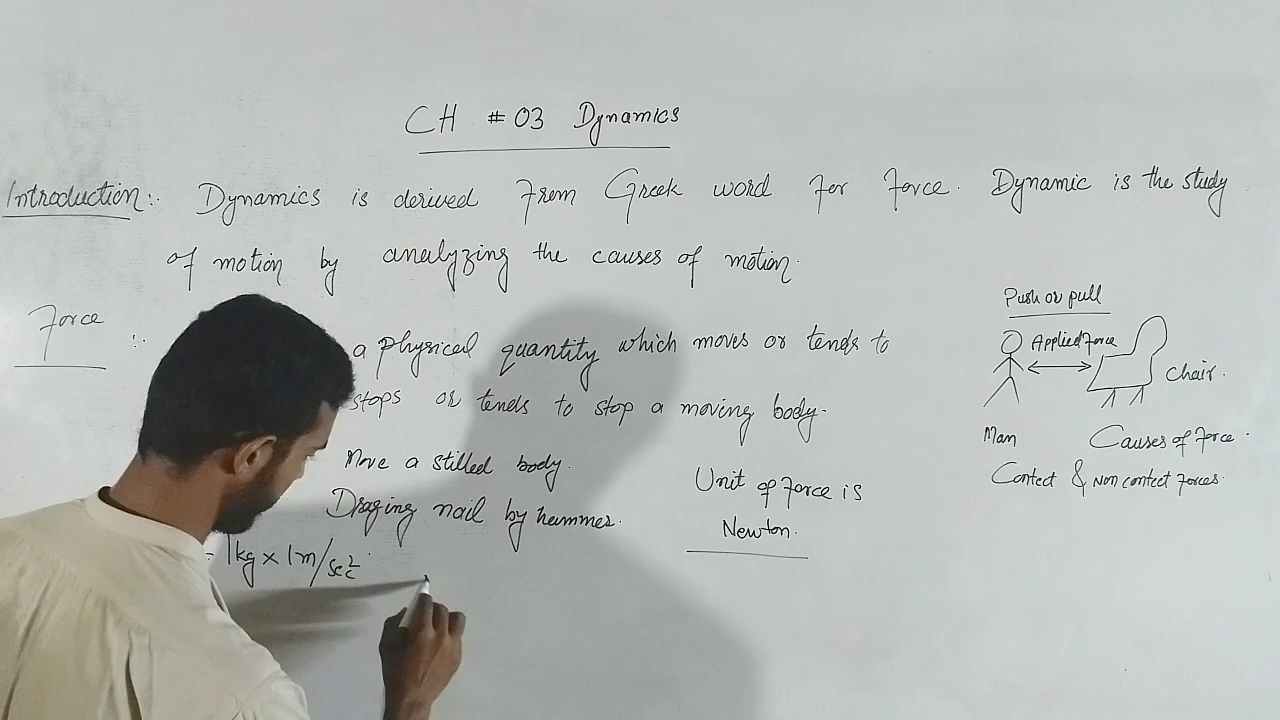 CH # 03 Dynamics
Introduction:. Dynamics is derived From Greek word For Force. Dynamic is the study
of motion by analyzing the causes of motion.
Force :.
a physical quantity which moves or tends to
stops or tends to stop a moving body.
Move a stilled body.
Draging nail by hammer.
= 1kg × 1m/sec²
Unit of Force is
Newton.
Push or pull
Applied Force
Chair.
Man
Causes of Force.
Contect & Non contect Forces.